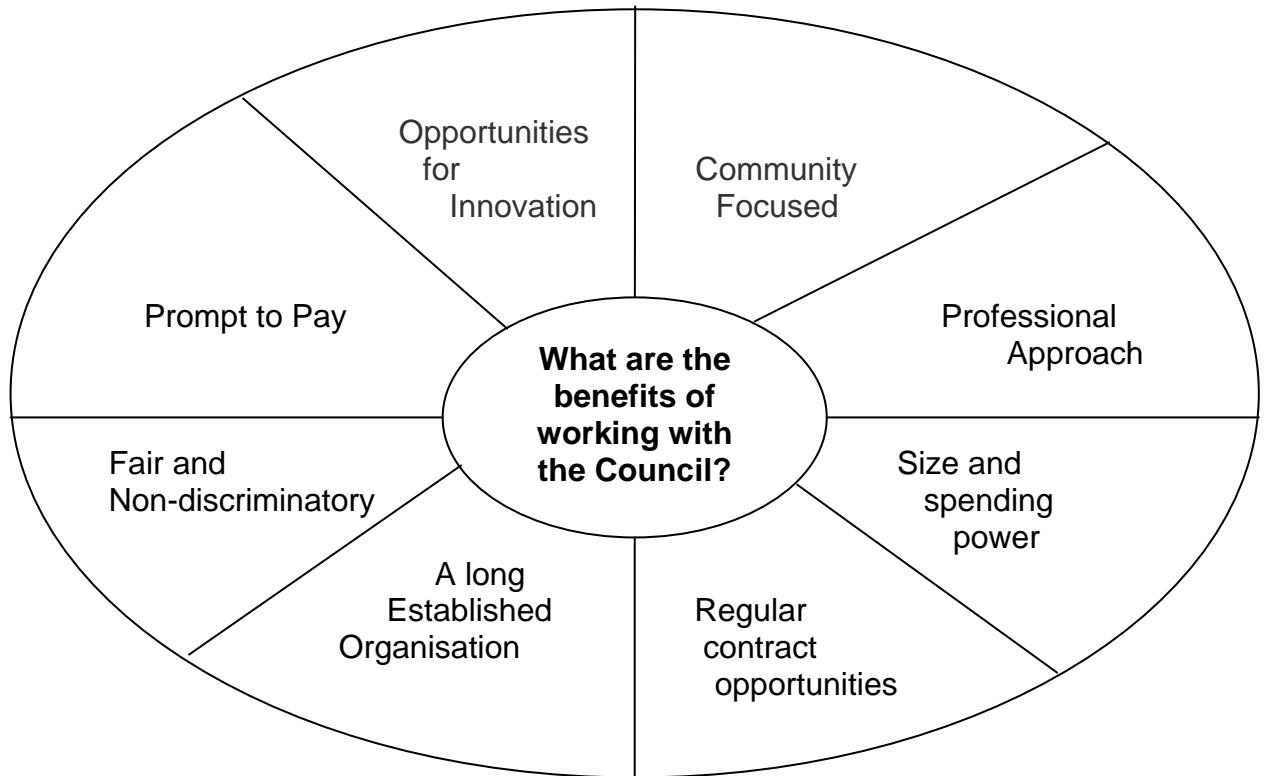 Opportunities
for
Innovation
Community
Focused
Prompt to Pay
Professional
Approach
What are the
benefits of
working with
the Council?
Fair and
Non-discriminatory
Size and
spending
power
A long
Established
Organisation
Regular
contract
opportunities